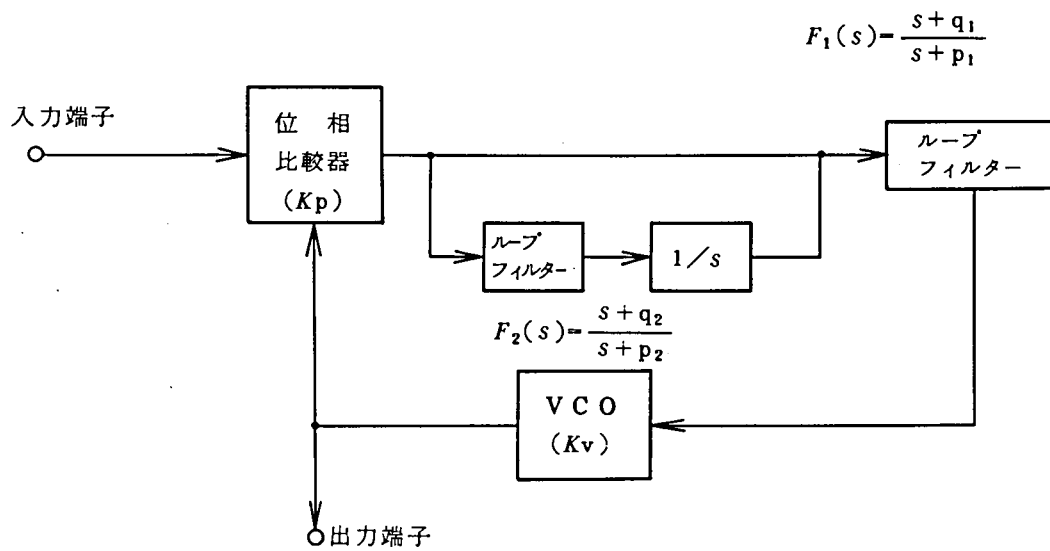 F₁(s)= (s+q₁)/(s+p₁)
入力端子
位相
比較器
(Kp)
ループ
フィルター
ループ
フィルター
1/s
F₂(s)= (s+q₂)/(s+p₂)
VCO
(Kv)
出力端子